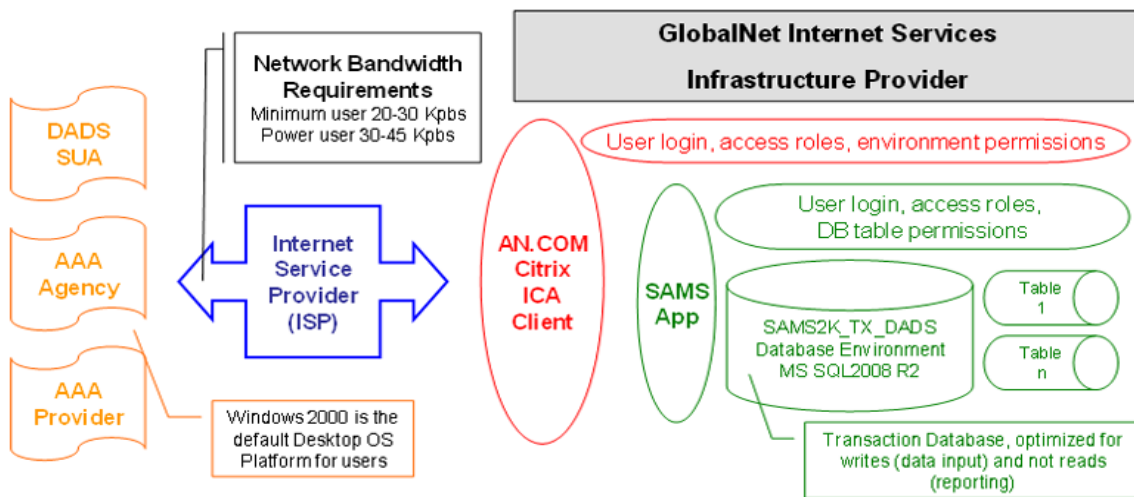 GlobalNet Internet Services
Infrastructure Provider
Network Bandwidth
Requirements
Minimum user 20-30 Kpbs
Power user 30-45 Kpbs
DADS
SUA
AAA
Agency
AAA
Provider
Internet
Service
Provider
(ISP)
Windows 2000 is the
default Desktop OS
Platform for users
AN.COM
Citrix
ICA
Client
User login, access roles, environment permissions
SAMS
App
User login, access roles,
DB table permissions
SAMS2K_TX_DADS
Database Environment
MS SQL2008 R2
Table
1
Table
n
Transaction Database, optimized for
writes (data input) and not reads
(reporting)